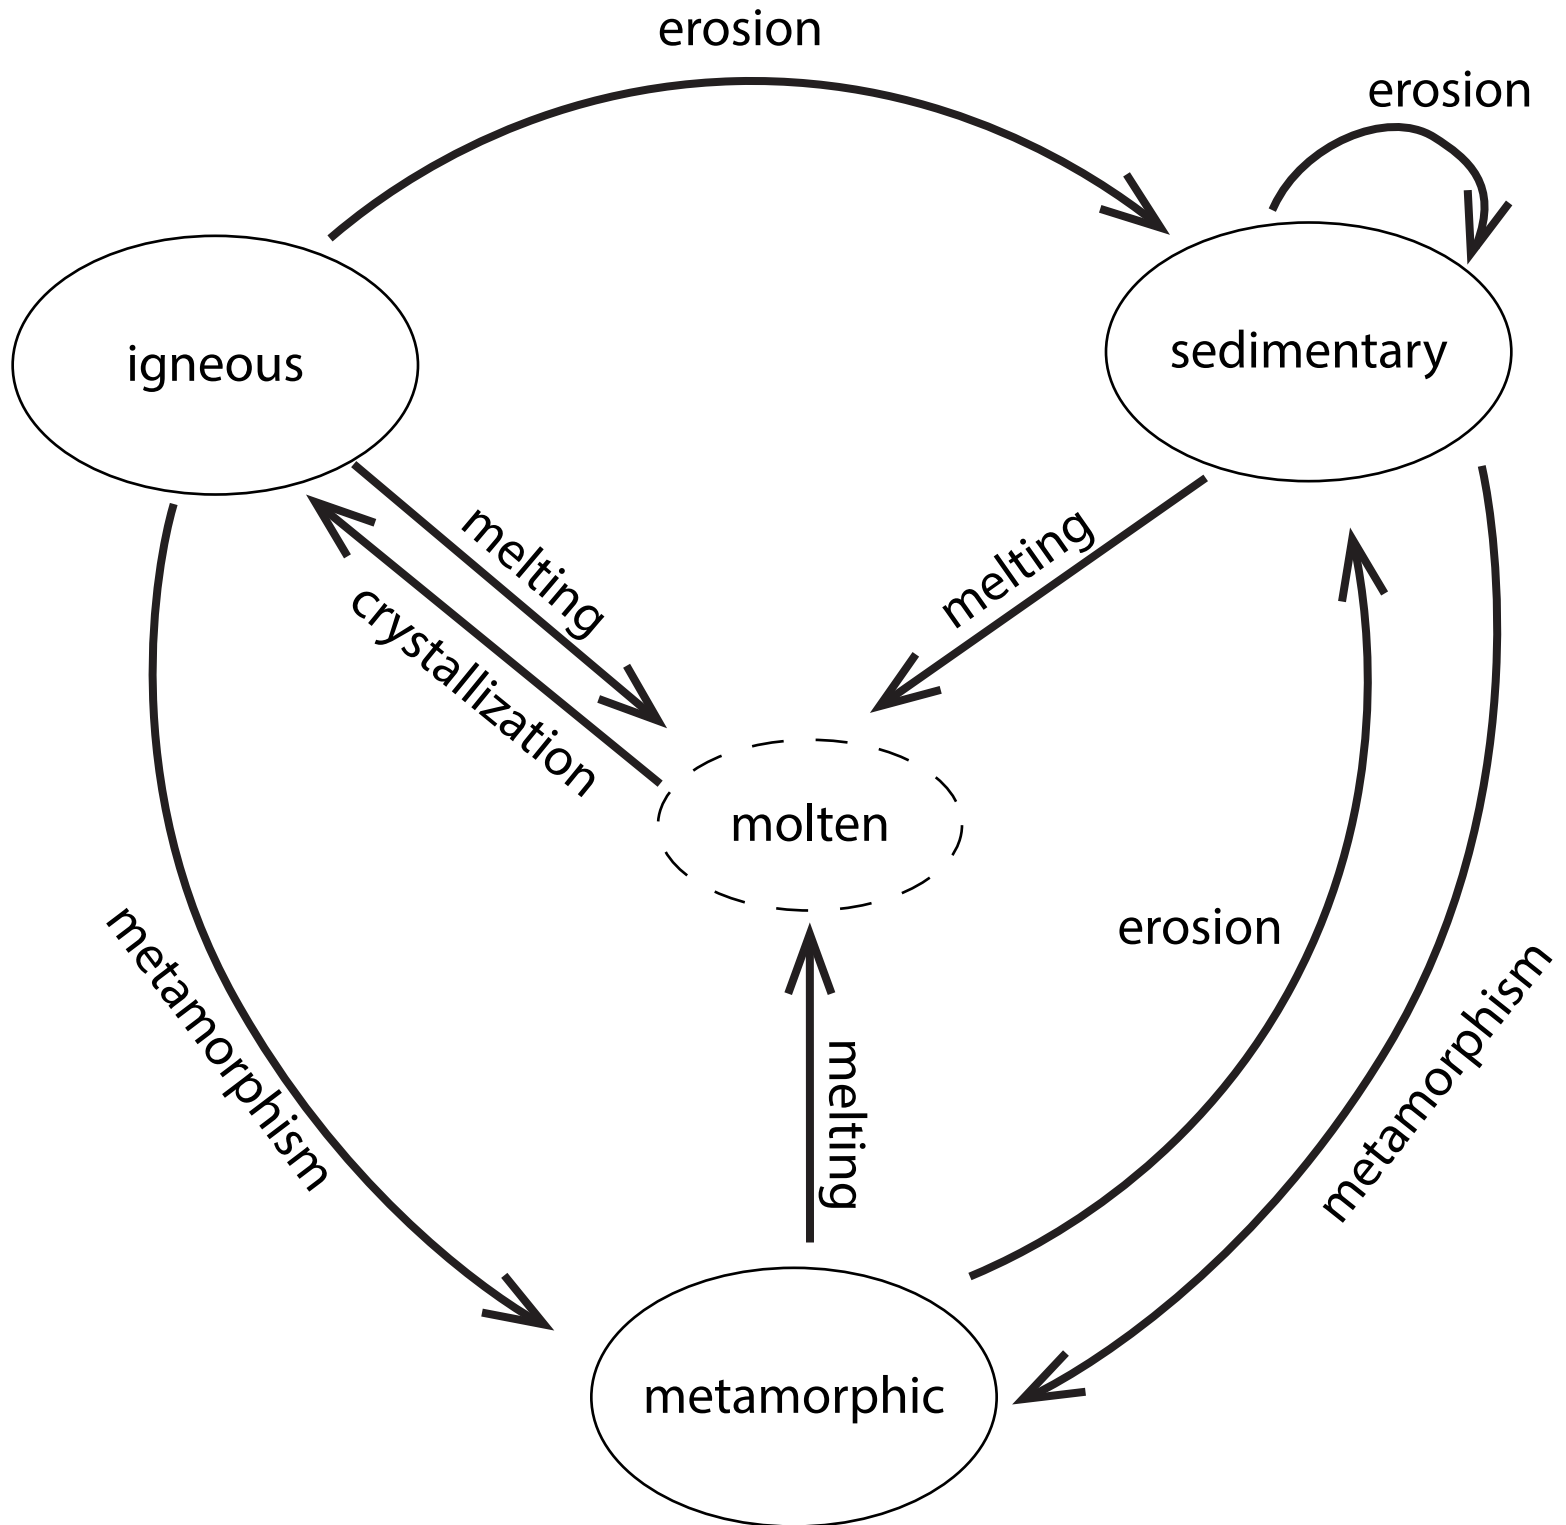 erosion
erosion
igneous
sedimentary
melting
crystallization
melting
molten
metamorphism
erosion
metamorphism
melting
metamorphic